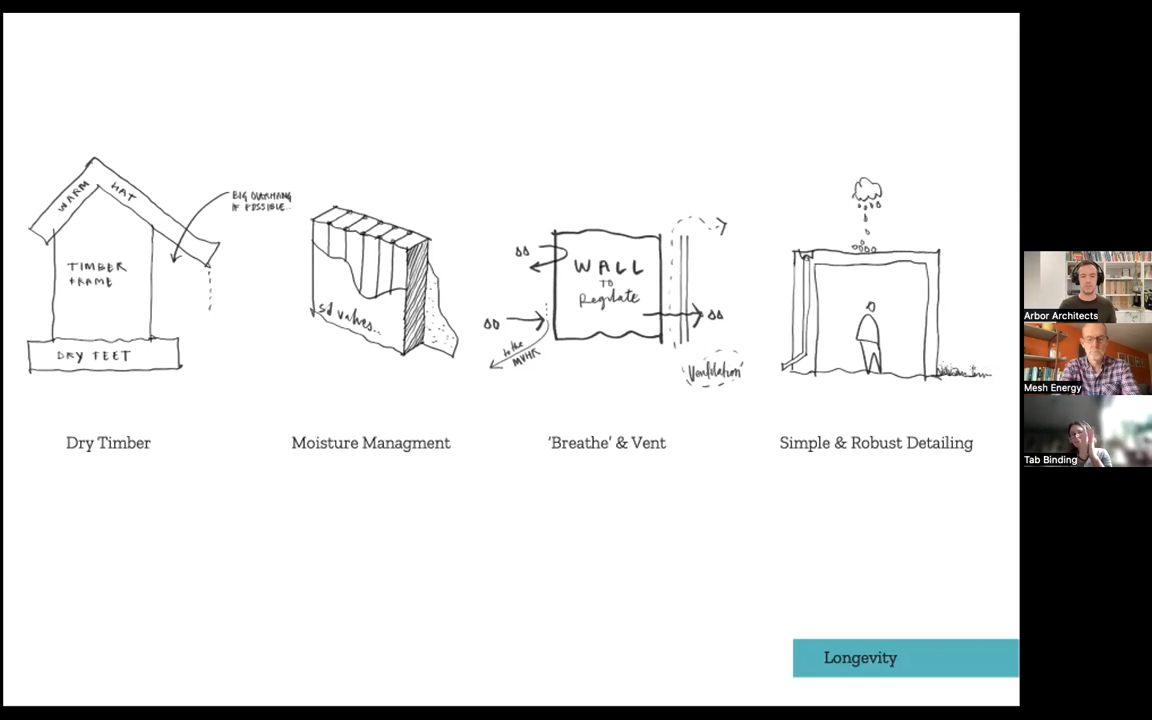 WARM HAT
BIG OVERHANG
IF POSSIBLE..
TIMBER
FRAME
DRY FEET
Dry Timber
sd values...
Moisture Managment
WALL
TO
Regulate
to the
MVHR
'Ventilation'
'Breathe' & Vent
Simple & Robust Detailing
Longevity
Arbor Architects
Mesh Energy
Tab Binding